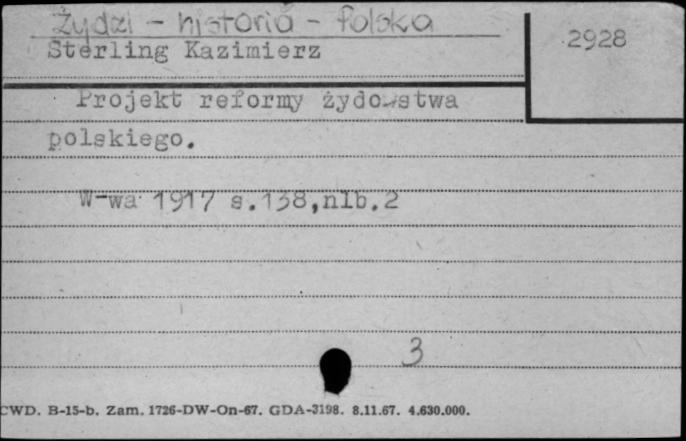 Żydzi - historia - Polska
Sterling Kazimierz
2928
Projekt reformy żydowstwa
polskiego.
W-wa 1917 s.138,nlb.2
3
CWD. B-15-b. Zam. 1726-DW-On-67. GDA-3198. 8.11.67. 4.630.000.